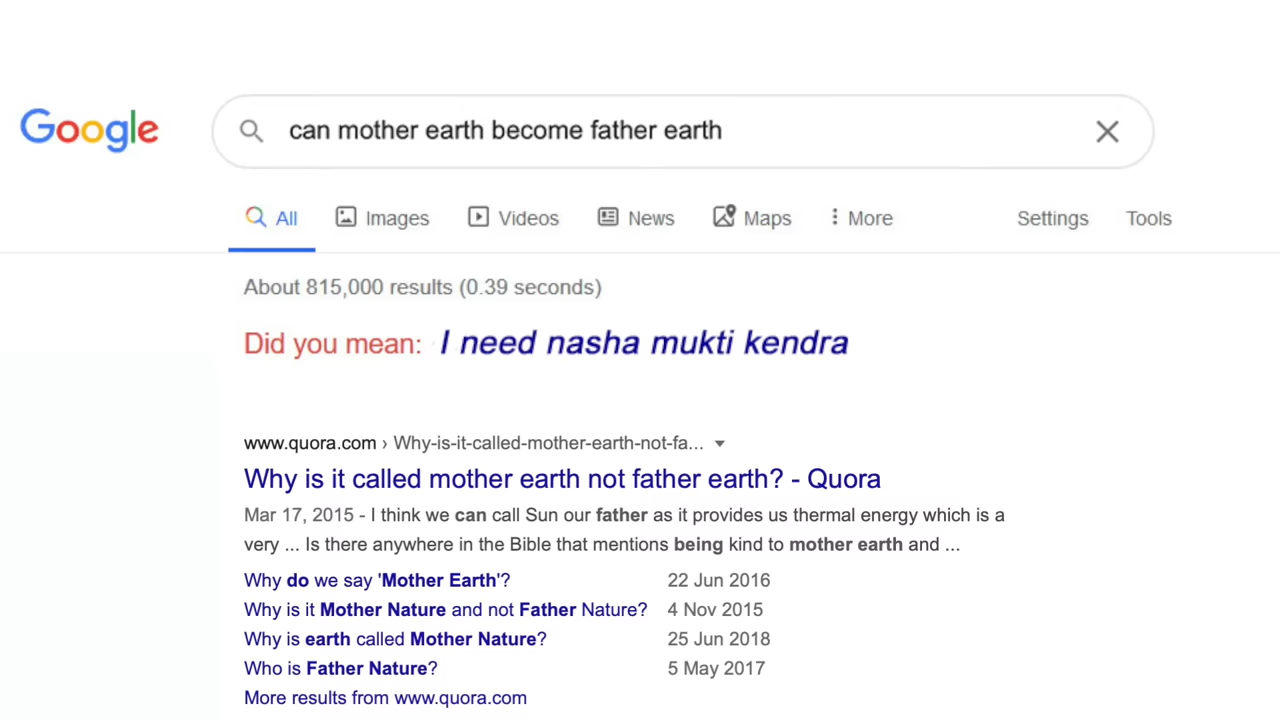 Google can mother earth become father earth
All Images Videos News Maps More Settings Tools
About 815,000 results (0.39 seconds)
Did you mean: I need nasha mukti kendra
www.quora.com › Why-is-it-called-mother-earth-not-fa...
Why is it called mother earth not father earth? - Quora
Mar 17, 2015 - I think we can call Sun our father as it provides us thermal energy which is a
very ... Is there anywhere in the Bible that mentions being kind to mother earth and ...
Why do we say 'Mother Earth'? 22 Jun 2016
Why is it Mother Nature and not Father Nature? 4 Nov 2015
Why is earth called Mother Nature? 25 Jun 2018
Who is Father Nature? 5 May 2017
More results from www.quora.com